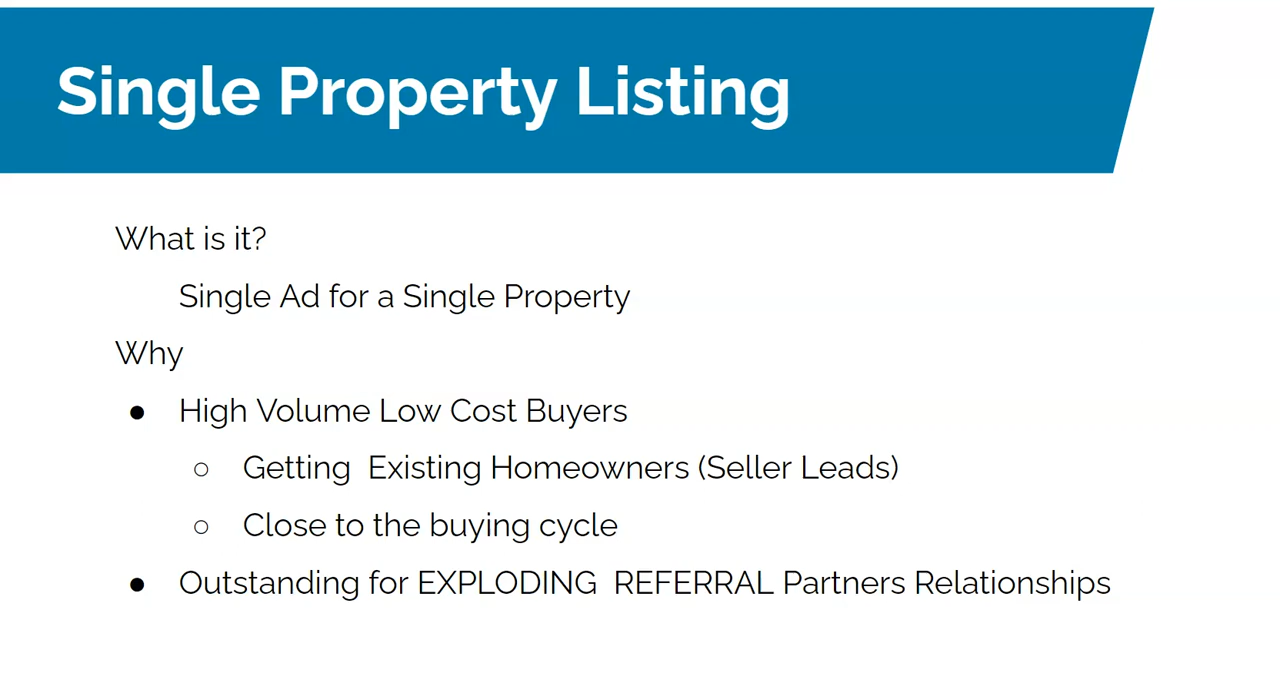 Single Property Listing
What is it?
Single Ad for a Single Property
Why
● High Volume Low Cost Buyers
○ Getting  Existing Homeowners (Seller Leads)
○ Close to the buying cycle
● Outstanding for EXPLODING  REFERRAL Partners Relationships